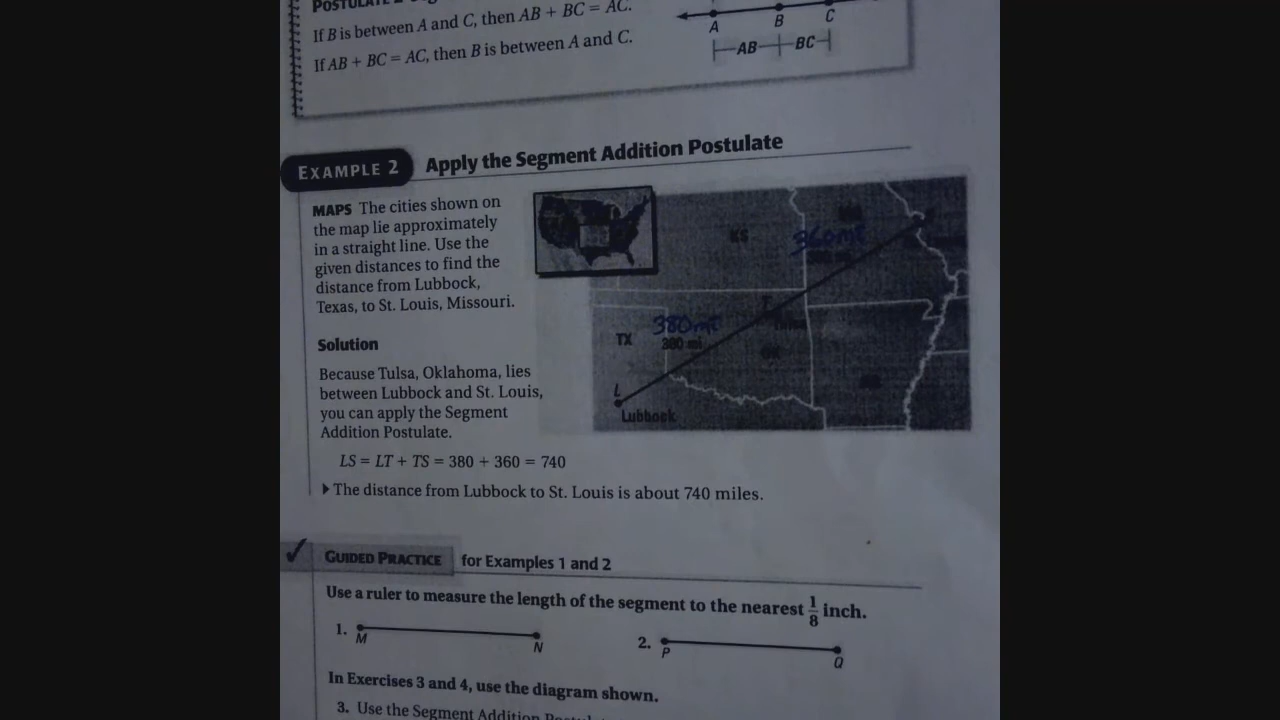 POSTULATE
If B is between A and C, then AB + BC = AC.
If AB + BC = AC, then B is between A and C.
A B C
AB BC
EXAMPLE 2 Apply the Segment Addition Postulate
MAPS The cities shown on
the map lie approximately
in a straight line. Use the
given distances to find the
distance from Lubbock,
Texas, to St. Louis, Missouri.
KS
360mi
T
380mi
TX
380 mi
OK
L
Lubbock
Solution
Because Tulsa, Oklahoma, lies
between Lubbock and St. Louis,
you can apply the Segment
Addition Postulate.
LS = LT + TS = 380 + 360 = 740
The distance from Lubbock to St. Louis is about 740 miles.
GUIDED PRACTICE for Examples 1 and 2
Use a ruler to measure the length of the segment to the nearest 1/8 inch.
1. M N
2. P Q
In Exercises 3 and 4, use the diagram shown.
3. Use the Segment Addition